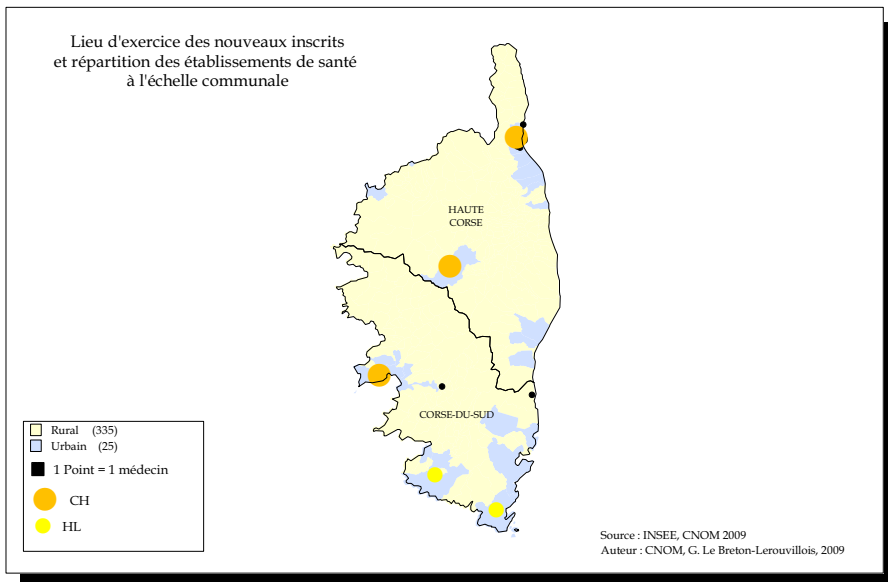 Lieu d'exercice des nouveaux inscrits
et répartition des établissements de santé
à l'échelle communale
HAUTE
CORSE
CORSE-DU-SUD
Rural (335)
Urbain (25)
1 Point = 1 médecin
CH
HL
Source : INSEE, CNOM 2009
Auteur : CNOM, G. Le Breton-Lerouvillois, 2009